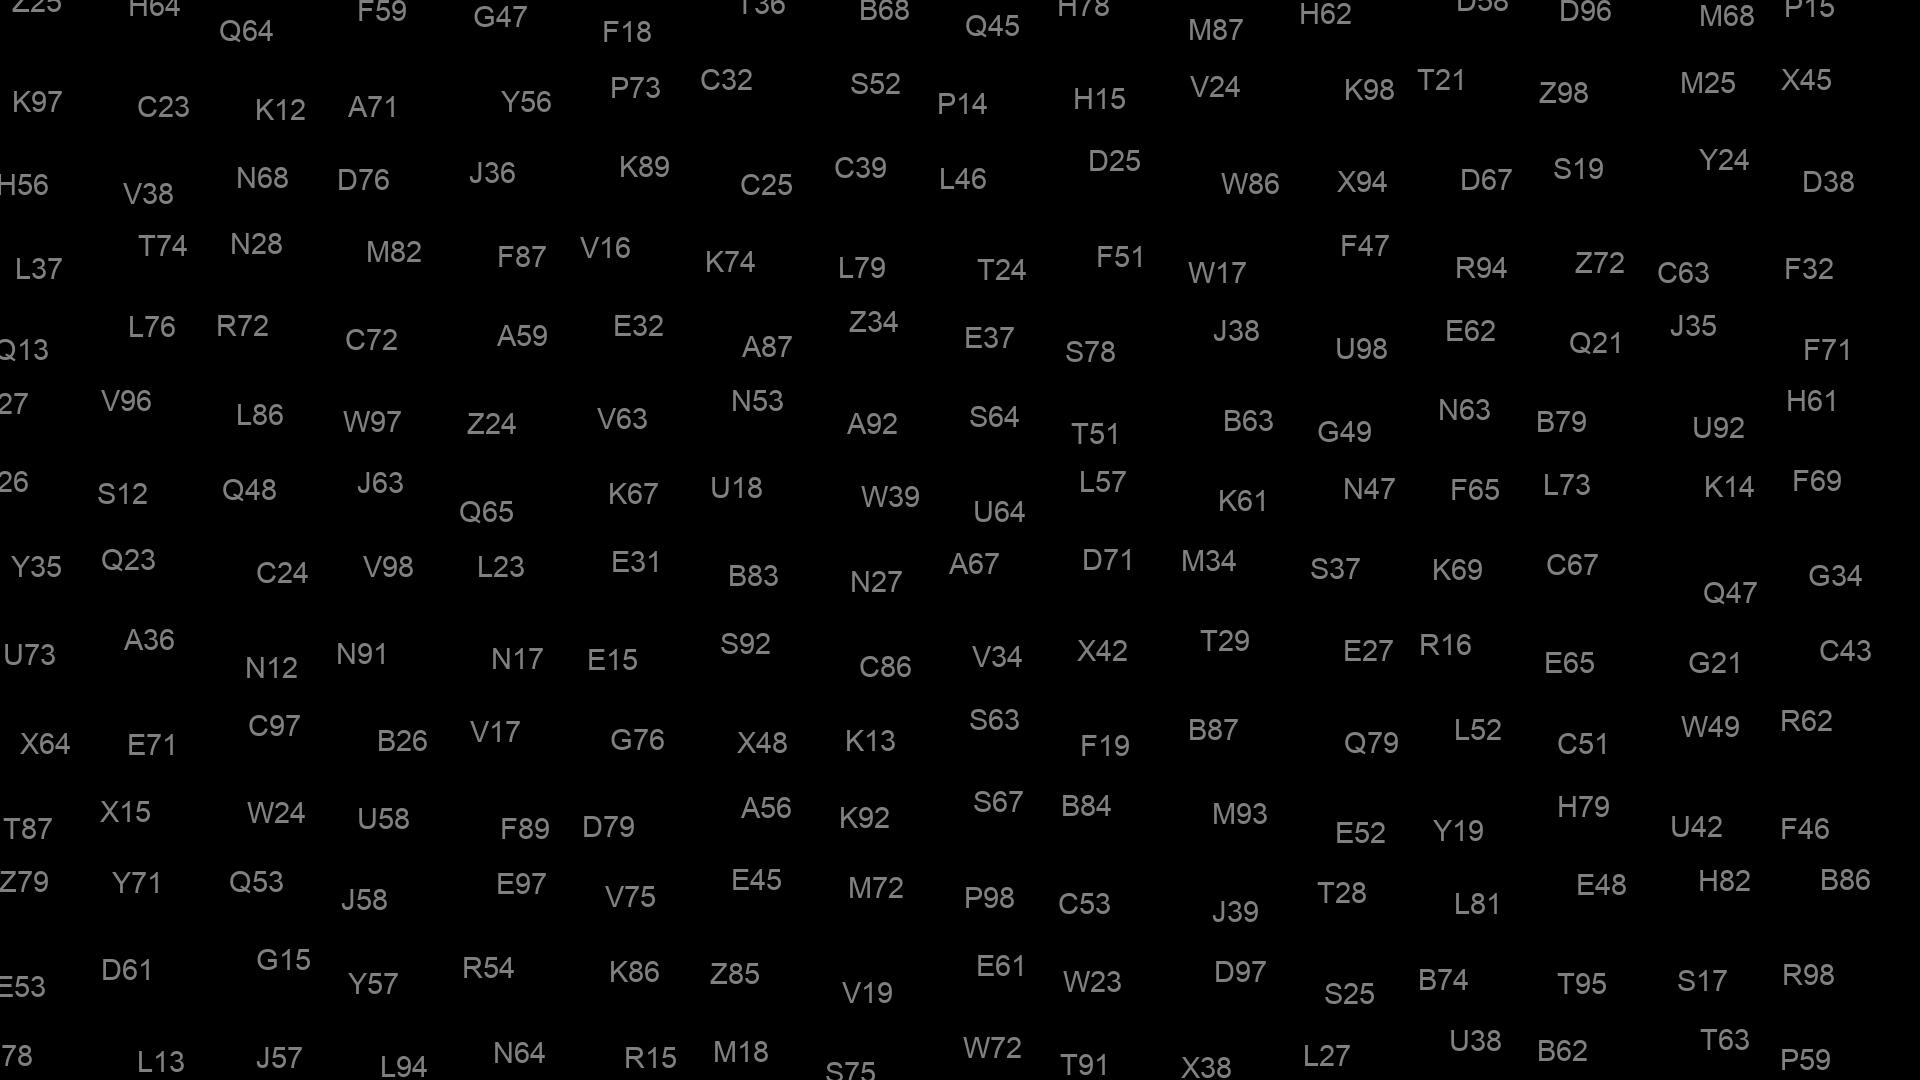 Z25 H64 Q64 F59 G47 F18 T36 B68 Q45 H78 M87 H62 D58 D96 M68 P15
K97 C23 K12 A71 Y56 P73 C32 S52 P14 H15 V24 K98 T21 Z98 M25 X45
H56 V38 N68 D76 J36 K89 C25 C39 L46 D25 W86 X94 D67 S19 Y24 D38
L37 T74 N28 M82 F87 V16 K74 L79 T24 F51 W17 F47 R94 Z72 C63 F32
Q13 L76 R72 C72 A59 E32 A87 Z34 E37 S78 J38 U98 E62 Q21 J35 F71
27 V96 L86 W97 Z24 V63 N53 A92 S64 T51 B63 G49 N63 B79 U92 H61
26 S12 Q48 J63 Q65 K67 U18 W39 U64 L57 K61 N47 F65 L73 K14 F69
Y35 Q23 C24 V98 L23 E31 B83 N27 A67 D71 M34 S37 K69 C67 Q47 G34
U73 A36 N12 N91 N17 E15 S92 C86 V34 X42 T29 E27 R16 E65 G21 C43
X64 E71 C97 B26 V17 G76 X48 K13 S63 F19 B87 Q79 L52 C51 W49 R62
T87 X15 W24 U58 F89 D79 A56 K92 S67 B84 M93 E52 Y19 H79 U42 F46
Z79 Y71 Q53 J58 E97 V75 E45 M72 P98 C53 J39 T28 L81 E48 H82 B86
E53 D61 G15 Y57 R54 K86 Z85 V19 E61 W23 D97 S25 B74 T95 S17 R98
78 L13 J57 L94 N64 R15 M18 S75 W72 T91 X38 L27 U38 B62 T63 P59